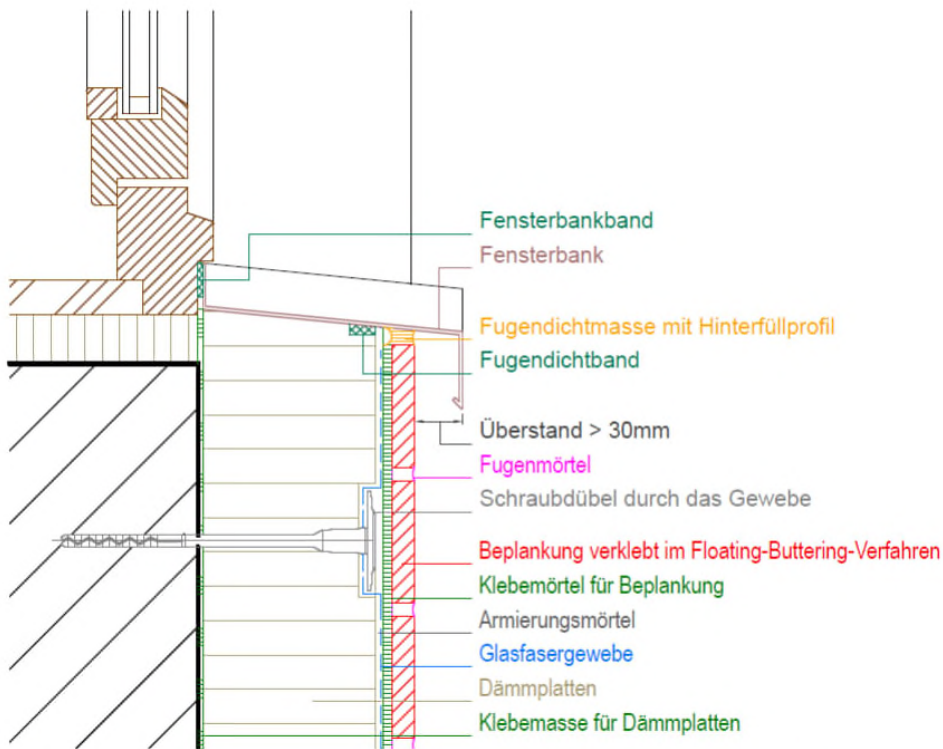 Fensterbankband
Fensterbank
Fugendichtmasse mit Hinterfüllprofil
Fugendichtband
Überstand > 30mm
Fugenmörtel
Schraubdübel durch das Gewebe
Beplankung verklebt im Floating-Buttering-Verfahren
Klebemörtel für Beplankung
Armierungsmörtel
Glasfasergewebe
Dämmplatten
Klebemasse für Dämmplatten